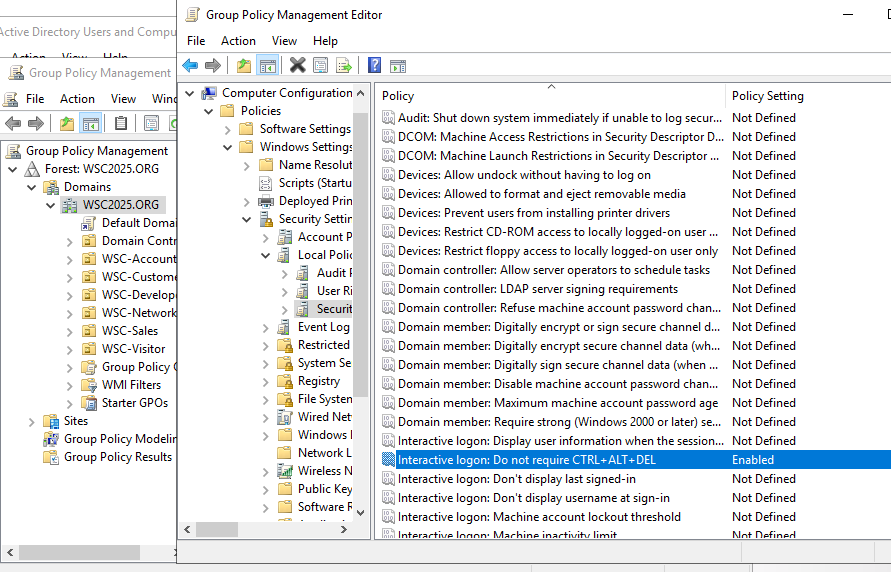 Active Directory Users and Compu
Action View Help
Group Policy Management
File Action View Wind
Group Policy Management
Forest: WSC2025.ORG
Domains
WSC2025.ORG
Default Domai
Domain Contr
WSC-Account
WSC-Custome
WSC-Develop
WSC-Network
WSC-Sales
WSC-Visitor
Group Policy O
WMI Filters
Starter GPOs
Sites
Group Policy Modelin
Group Policy Results
Group Policy Management Editor
File Action View Help
Computer Configuration
Policies
Software Settings
Windows Settings
Name Resolut
Scripts (Startu
Deployed Prin
Security Settin
Account P
Local Polic
Audit P
User Ri
Securit
Event Log
Restricted
System Se
Registry
File System
Wired Net
Windows
Network L
Wireless N
Public Key
Software R
Policy Policy Setting
Audit: Shut down system immediately if unable to log secur... Not Defined
DCOM: Machine Access Restrictions in Security Descriptor D... Not Defined
DCOM: Machine Launch Restrictions in Security Descriptor ... Not Defined
Devices: Allow undock without having to log on Not Defined
Devices: Allowed to format and eject removable media Not Defined
Devices: Prevent users from installing printer drivers Not Defined
Devices: Restrict CD-ROM access to locally logged-on user ... Not Defined
Devices: Restrict floppy access to locally logged-on user only Not Defined
Domain controller: Allow server operators to schedule tasks Not Defined
Domain controller: LDAP server signing requirements Not Defined
Domain controller: Refuse machine account password chan... Not Defined
Domain member: Digitally encrypt or sign secure channel d... Not Defined
Domain member: Digitally encrypt secure channel data (wh... Not Defined
Domain member: Digitally sign secure channel data (when ... Not Defined
Domain member: Disable machine account password chan... Not Defined
Domain member: Maximum machine account password age Not Defined
Domain member: Require strong (Windows 2000 or later) se... Not Defined
Interactive logon: Display user information when the session... Not Defined
Interactive logon: Do not require CTRL+ALT+DEL Enabled
Interactive logon: Don't display last signed-in Not Defined
Interactive logon: Don't display username at sign-in Not Defined
Interactive logon: Machine account lockout threshold Not Defined
Interactive logon: Machine inactivity limit Not Defined